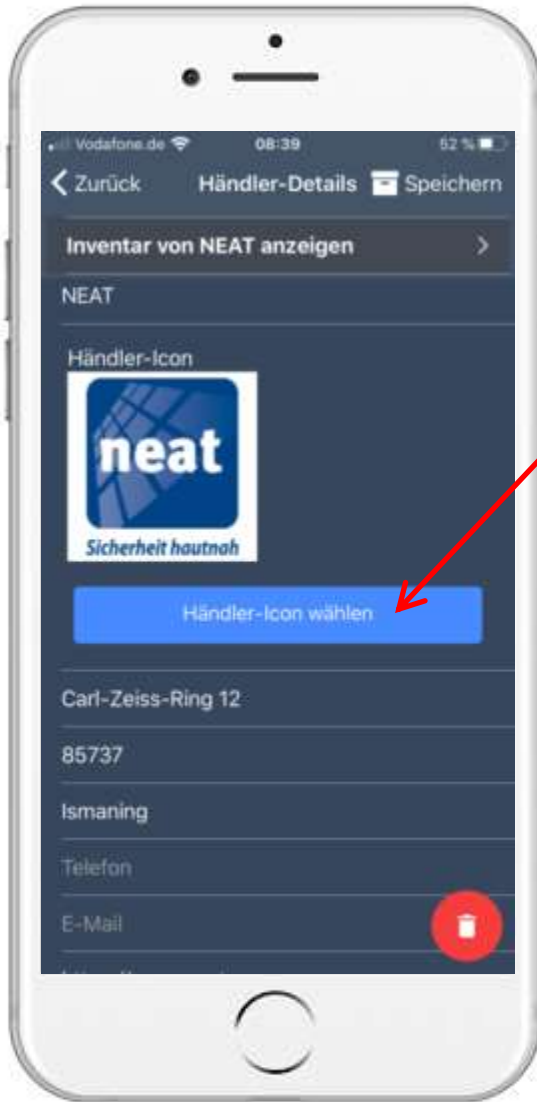 Vodafone.de 08:39 52 %
Zurück Händler-Details Speichern
Inventar von NEAT anzeigen
NEAT
Händler-Icon
neat
Sicherheit hautnah
Händler-Icon wählen
Carl-Zeiss-Ring 12
85737
Ismaning
Telefon
E-Mail